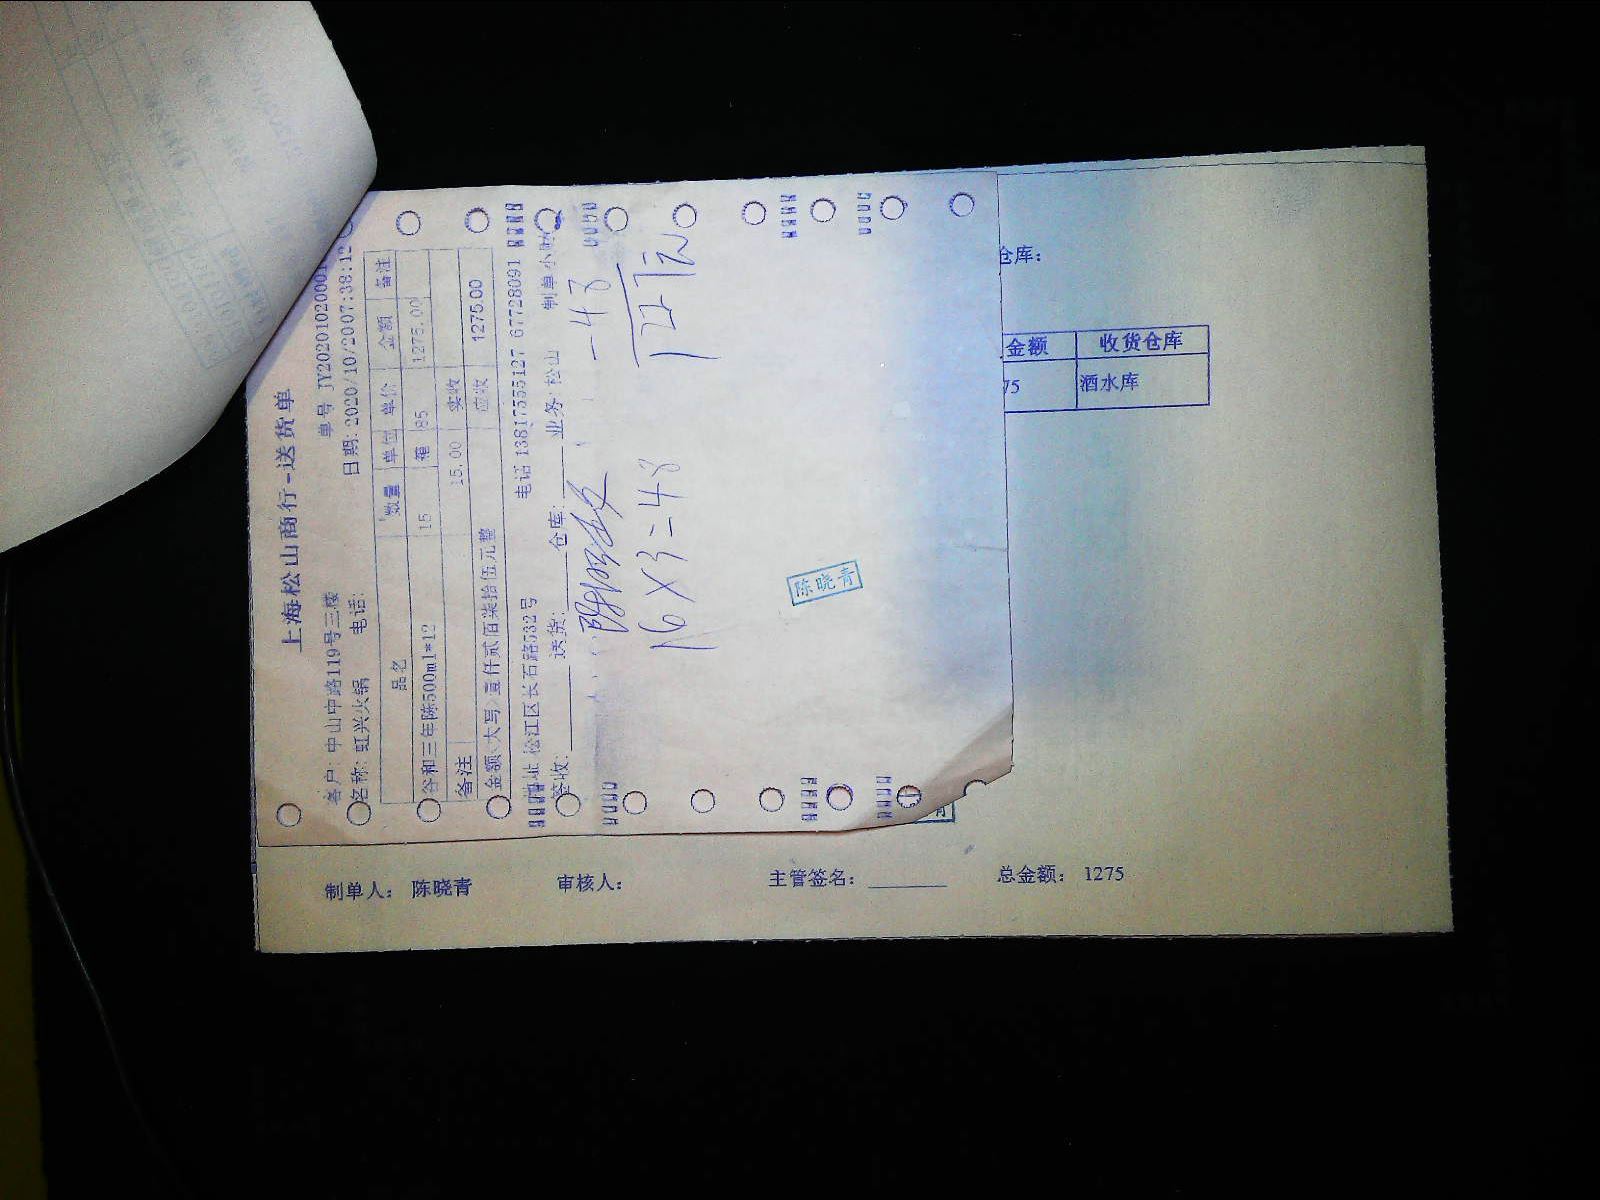 上海松山商行-送货单
单号 JY2020102000
客户: 中山中路119号三楼
日期: 2020/10/2007:38:12
名称: 虹兴火锅 电话:
品名 数量 单位 单价 金额 备注
谷和三年陈500ml*12 15 箱 85 1275.00
备注 15.00 实收
金额大写 壹仟贰佰柒拾伍元整 应收 1275.00
地址 松江区长石路532号 电话 13817555127 67728091
签收: 送货: 仓库: 业务 松山 制单 小
-48
16×3=48
陈晓青
仓库:
金额 收货仓库
75 酒水库
青
制单人: 陈晓青 审核人: 主管签名: 总金额: 1275